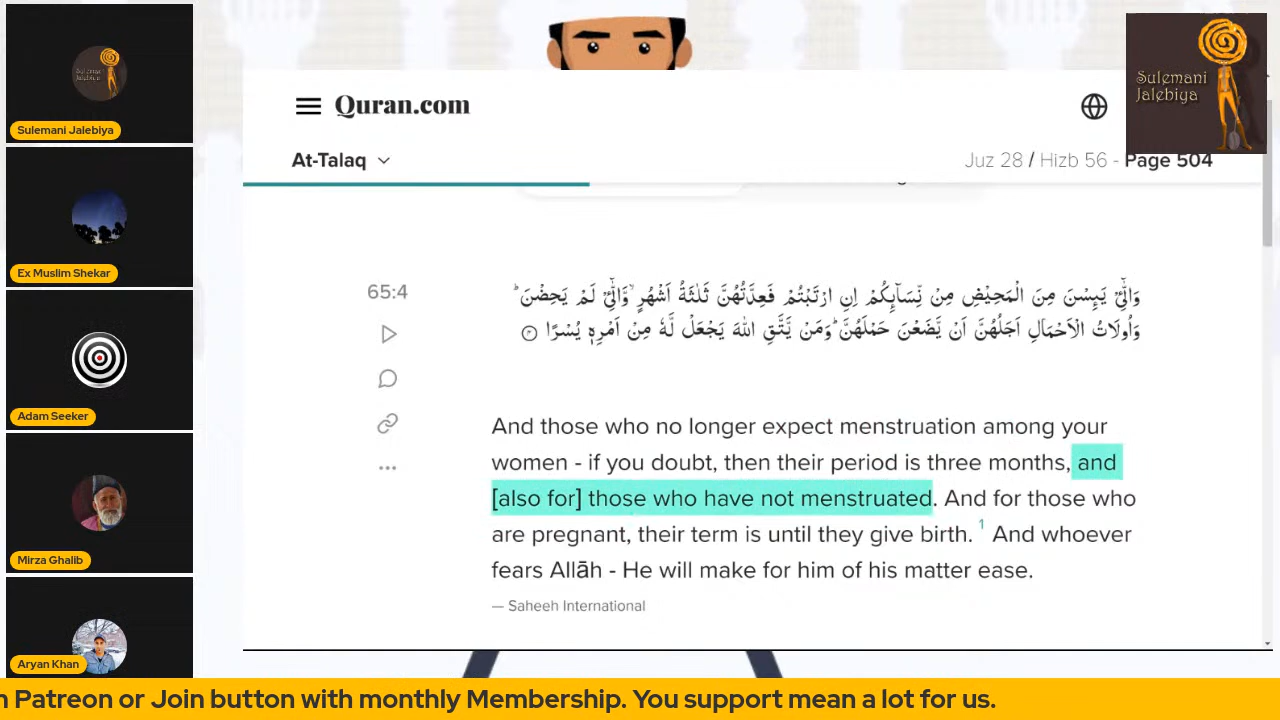 Sulemani Jalebiya
Ex Muslim Shekar
Adam Seeker
Mirza Ghalib
Aryan Khan
Sulemani
Jalebiya
Quran.com
At-Talaq
Juz 28 / Hizb 56 - Page 504
65:4
وَالّٰٓـِٔيْ يَىِٕسْنَ مِنَ الْمَحِيْضِ مِنْ نِّسَاۤىِٕكُمْ اِنِ ارْتَبْتُمْ فَعِدَّتُهُنَّ ثَلٰثَةُ اَشْهُرٍۙ وَّالّٰٓـِٔيْ لَمْ يَحِضْنَۗ
وَاُولَاتُ الْاَحْمَالِ اَجَلُهُنَّ اَنْ يَّضَعْنَ حَمْلَهُنَّۗ وَمَنْ يَّتَّقِ اللّٰهَ يَجْعَلْ لَّهٗ مِنْ اَمْرِهٖ يُسْرًا ۝٤
And those who no longer expect menstruation among your
women - if you doubt, then their period is three months, and
[also for] those who have not menstruated. And for those who
are pregnant, their term is until they give birth. 1 And whoever
fears Allāh - He will make for him of his matter ease.
— Saheeh International
Patreon or Join button with monthly Membership. You support mean a lot for us.